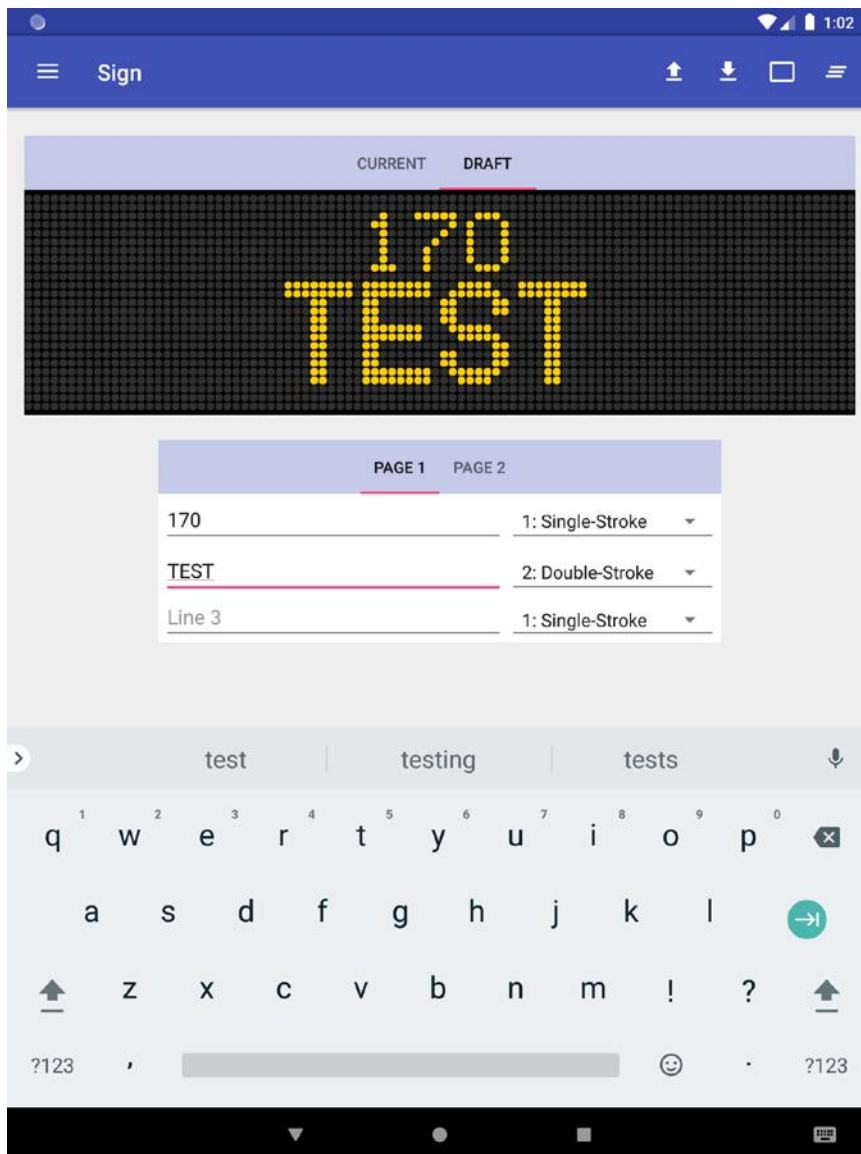 1:02
Sign
CURRENT DRAFT
170
TEST
PAGE 1 PAGE 2
170 1: Single-Stroke
TEST 2: Double-Stroke
Line 3 1: Single-Stroke
test testing tests
q 1 w 2 e 3 r 4 t 5 y 6 u 7 i 8 o 9 p 0
a s d f g h j k l
z x c v b n m ! ?
?123 , . ?123